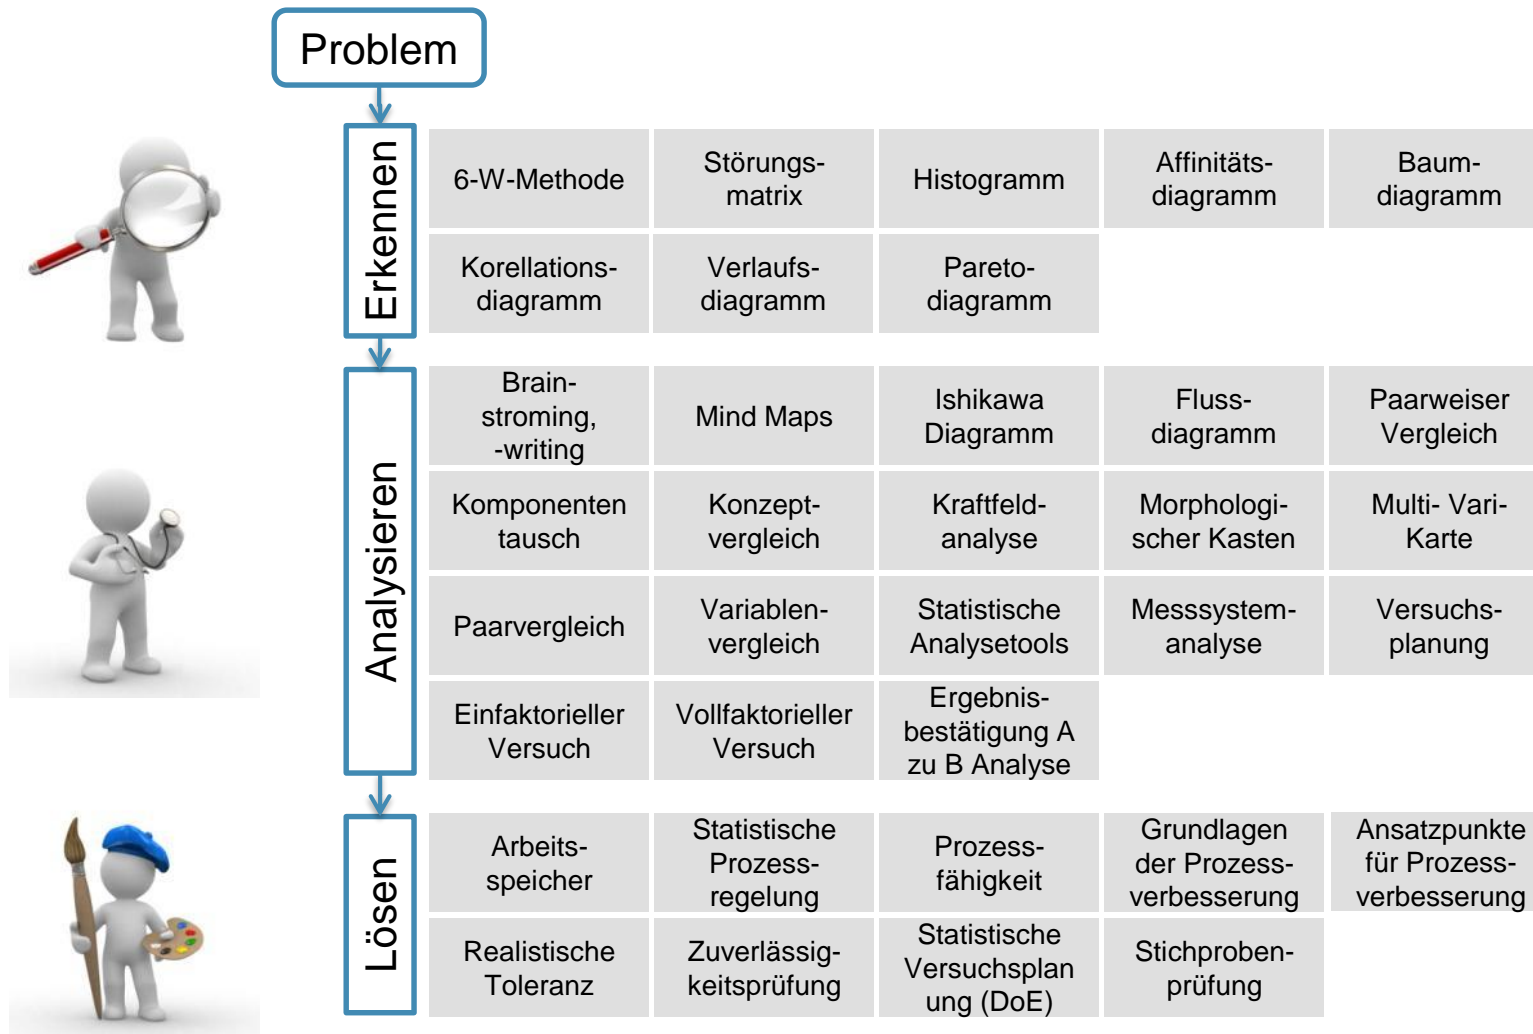 Problem
Erkennen
6-W-Methode
Störungs-
matrix
Histogramm
Affinitäts-
diagramm
Baum-
diagramm
Korellations-
diagramm
Verlaufs-
diagramm
Pareto-
diagramm
Analysieren
Brain-
stroming,
-writing
Mind Maps
Ishikawa
Diagramm
Fluss-
diagramm
Paarweiser
Vergleich
Komponenten
tausch
Konzept-
vergleich
Kraftfeld-
analyse
Morphologi-
scher Kasten
Multi- Vari-
Karte
Paarvergleich
Variablen-
vergleich
Statistische
Analysetools
Messsystem-
analyse
Versuchs-
planung
Einfaktorieller
Versuch
Vollfaktorieller
Versuch
Ergebnis-
bestätigung A
zu B Analyse
Lösen
Arbeits-
speicher
Statistische
Prozess-
regelung
Prozess-
fähigkeit
Grundlagen
der Prozess-
verbesserung
Ansatzpunkte
für Prozess-
verbesserung
Realistische
Toleranz
Zuverlässig-
keitsprüfung
Statistische
Versuchsplan
ung (DoE)
Stichproben-
prüfung